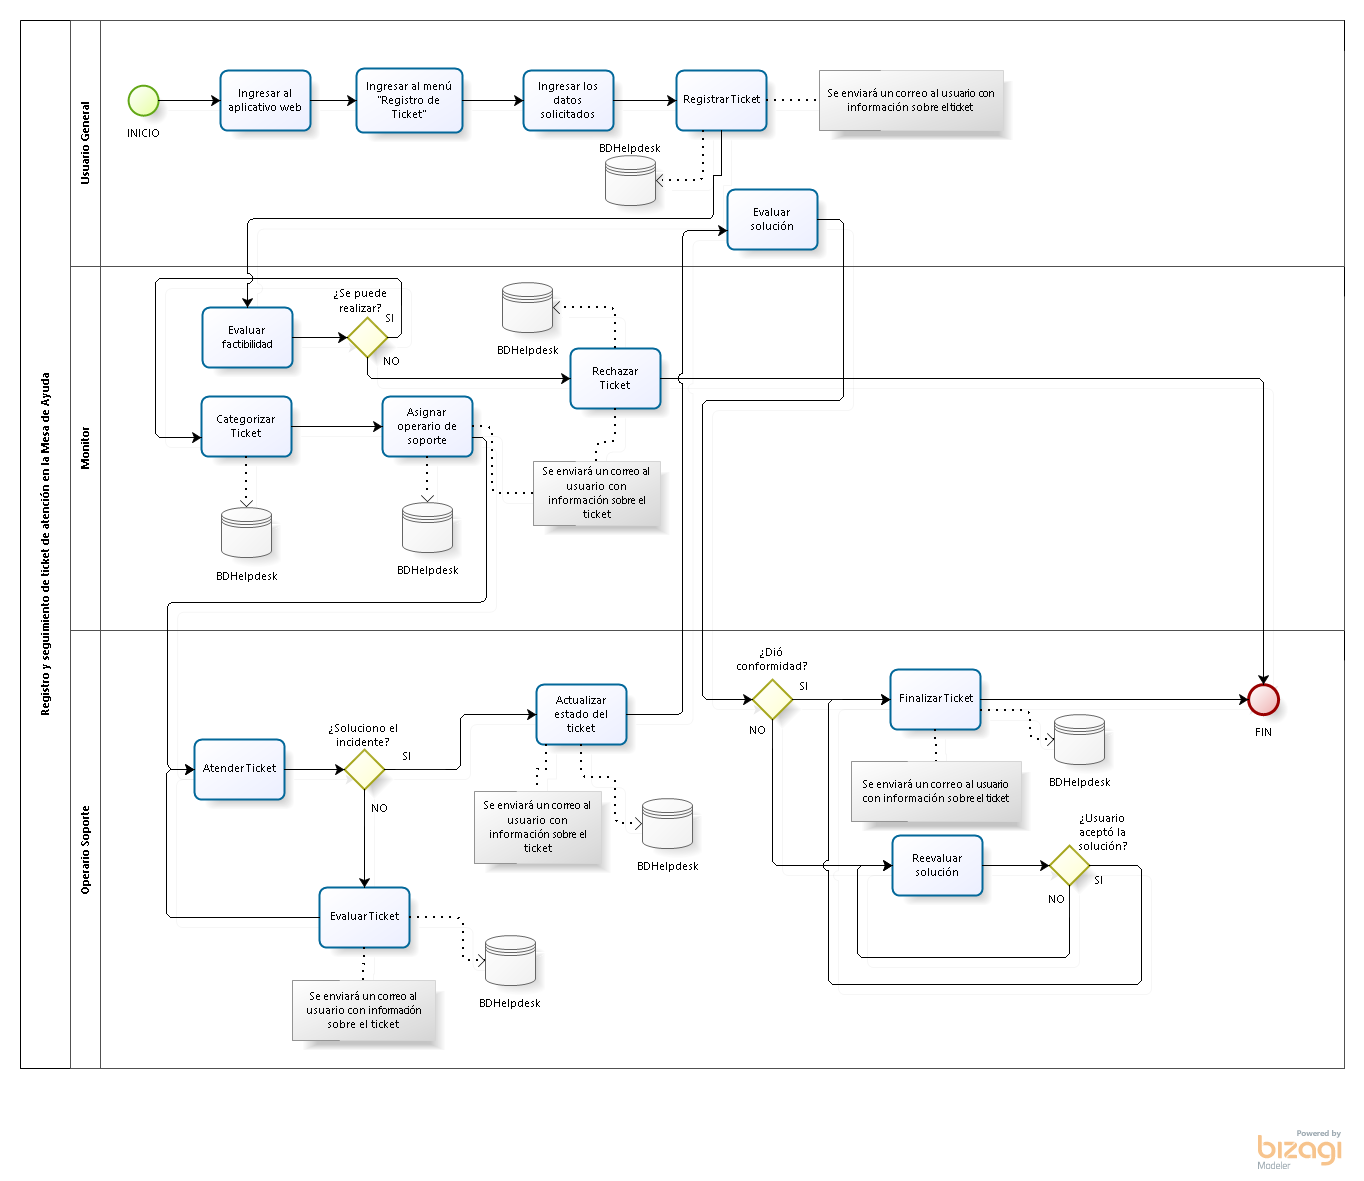 Registro y seguimiento de ticket de atención en la Mesa de Ayuda
Usuario General
INICIO
Ingresar al
aplicativo web
Ingresar al menú
"Registro de
Ticket"
Ingresar los
datos
solicitados
Registrar Ticket
Se enviará un correo al usuario con
información sobre el ticket
BDHelpdesk
Evaluar
solución
Monitor
Evaluar
factibilidad
¿Se puede
realizar?
SI
NO
BDHelpdesk
Rechazar
Ticket
Categorizar
Ticket
Asignar
operario de
soporte
Se enviará un correo al
usuario con
información sobre el
ticket
BDHelpdesk
BDHelpdesk
Operario Soporte
Atender Ticket
¿Soluciono el
incidente?
SI
NO
Actualizar
estado del
ticket
Se enviará un correo al
usuario con
información sobre el
ticket
BDHelpdesk
Evaluar Ticket
Se enviará un correo al
usuario con información
sobre el ticket
BDHelpdesk
¿Dió
conformidad?
SI
NO
Finalizar Ticket
FIN
Se enviará un correo al usuario
con información sobre el ticket
BDHelpdesk
Reevaluar
solución
¿Usuario
aceptó la
solución?
SI
NO
Powered by
bizagi
Modeler